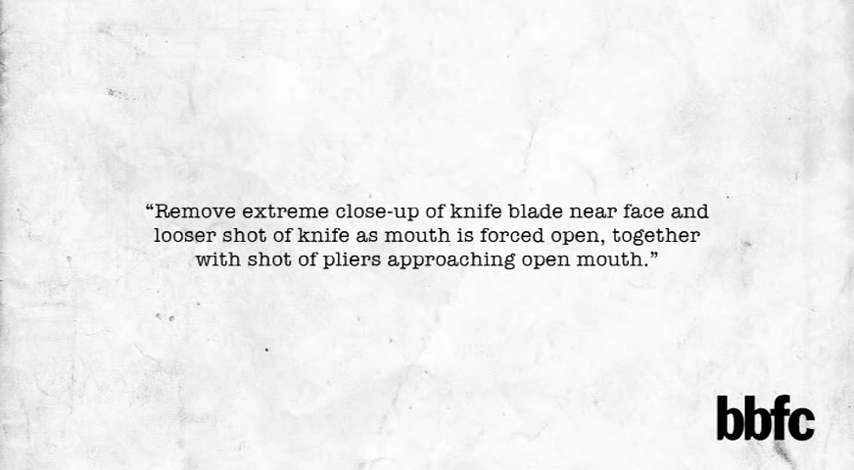 “Remove extreme close-up of knife blade near face and
looser shot of knife as mouth is forced open, together
with shot of pliers approaching open mouth.”
bbfc